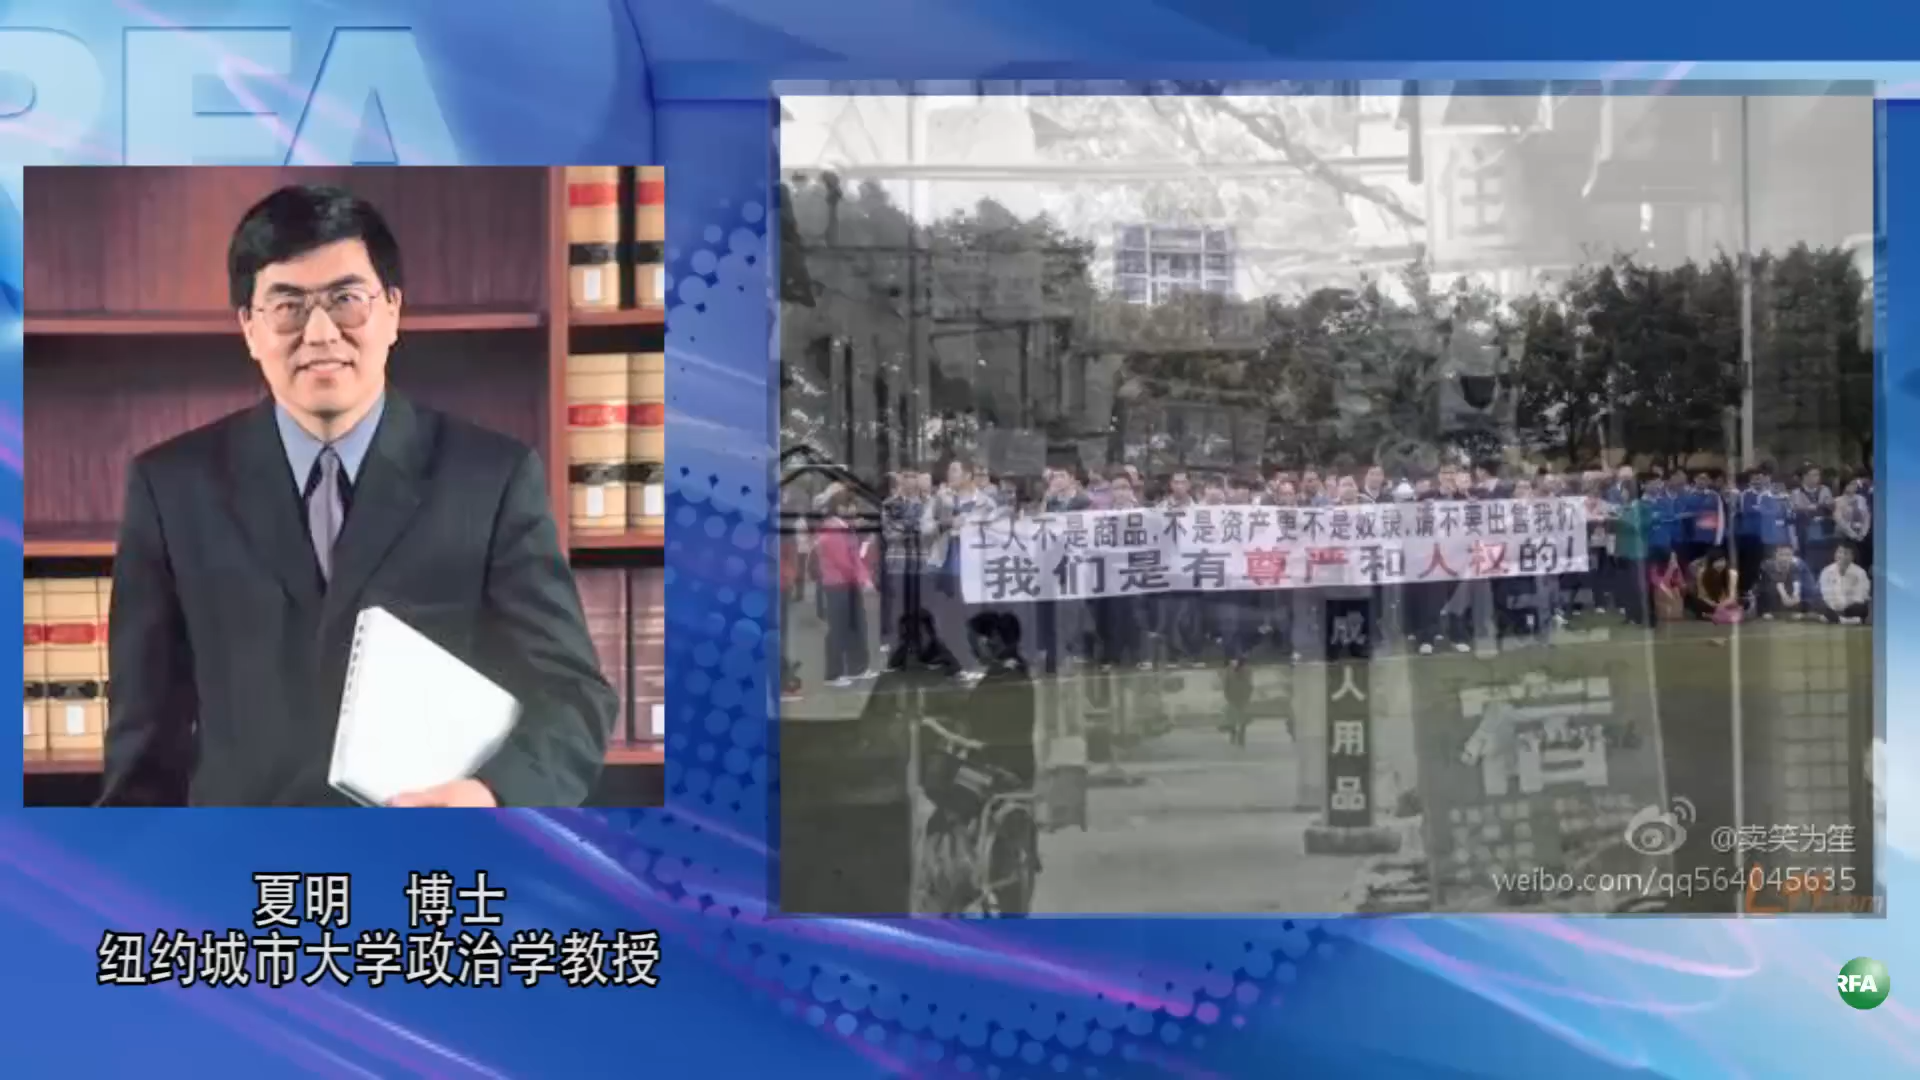 RFA
夏明 博士
纽约城市大学政治学教授
工人不是商品,不是资产更不是奴隶,请不要出售我们
我们是有尊严和人权的!
住
成人用品
宿
@卖笑为笙
weibo.com/qq564045635
RFA